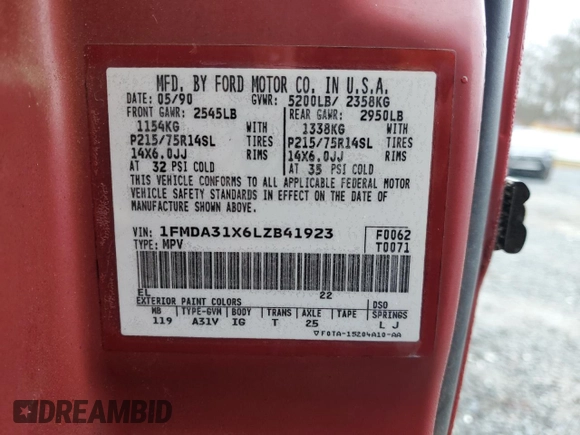 MFD. BY FORD MOTOR CO. IN U.S.A.
DATE: 05/90 GVWR: 5200LB/ 2358KG
FRONT GAWR: 2545LB REAR GAWR: 2950LB
1154KG WITH 1338KG WITH
P215/75R14SL TIRES P215/75R14SL TIRES
14X6.0JJ RIMS 14X6.0JJ RIMS
AT 32 PSI COLD AT 35 PSI COLD
THIS VEHICLE CONFORMS TO ALL APPLICABLE FEDERAL MOTOR
VEHICLE SAFETY STANDARDS IN EFFECT ON THE DATE OF
MANUFACTURE SHOWN ABOVE.
VIN: 1FMDA31X6LZB41923 F0062
TYPE: MPV T0071
EL 22
EXTERIOR PAINT COLORS DSO
WB TYPE-GVM BODY TRANS AXLE TAPE SPRINGS
119 A31V IG T 25 L J
▽F0TA-15204A10-AA
DREAMBID